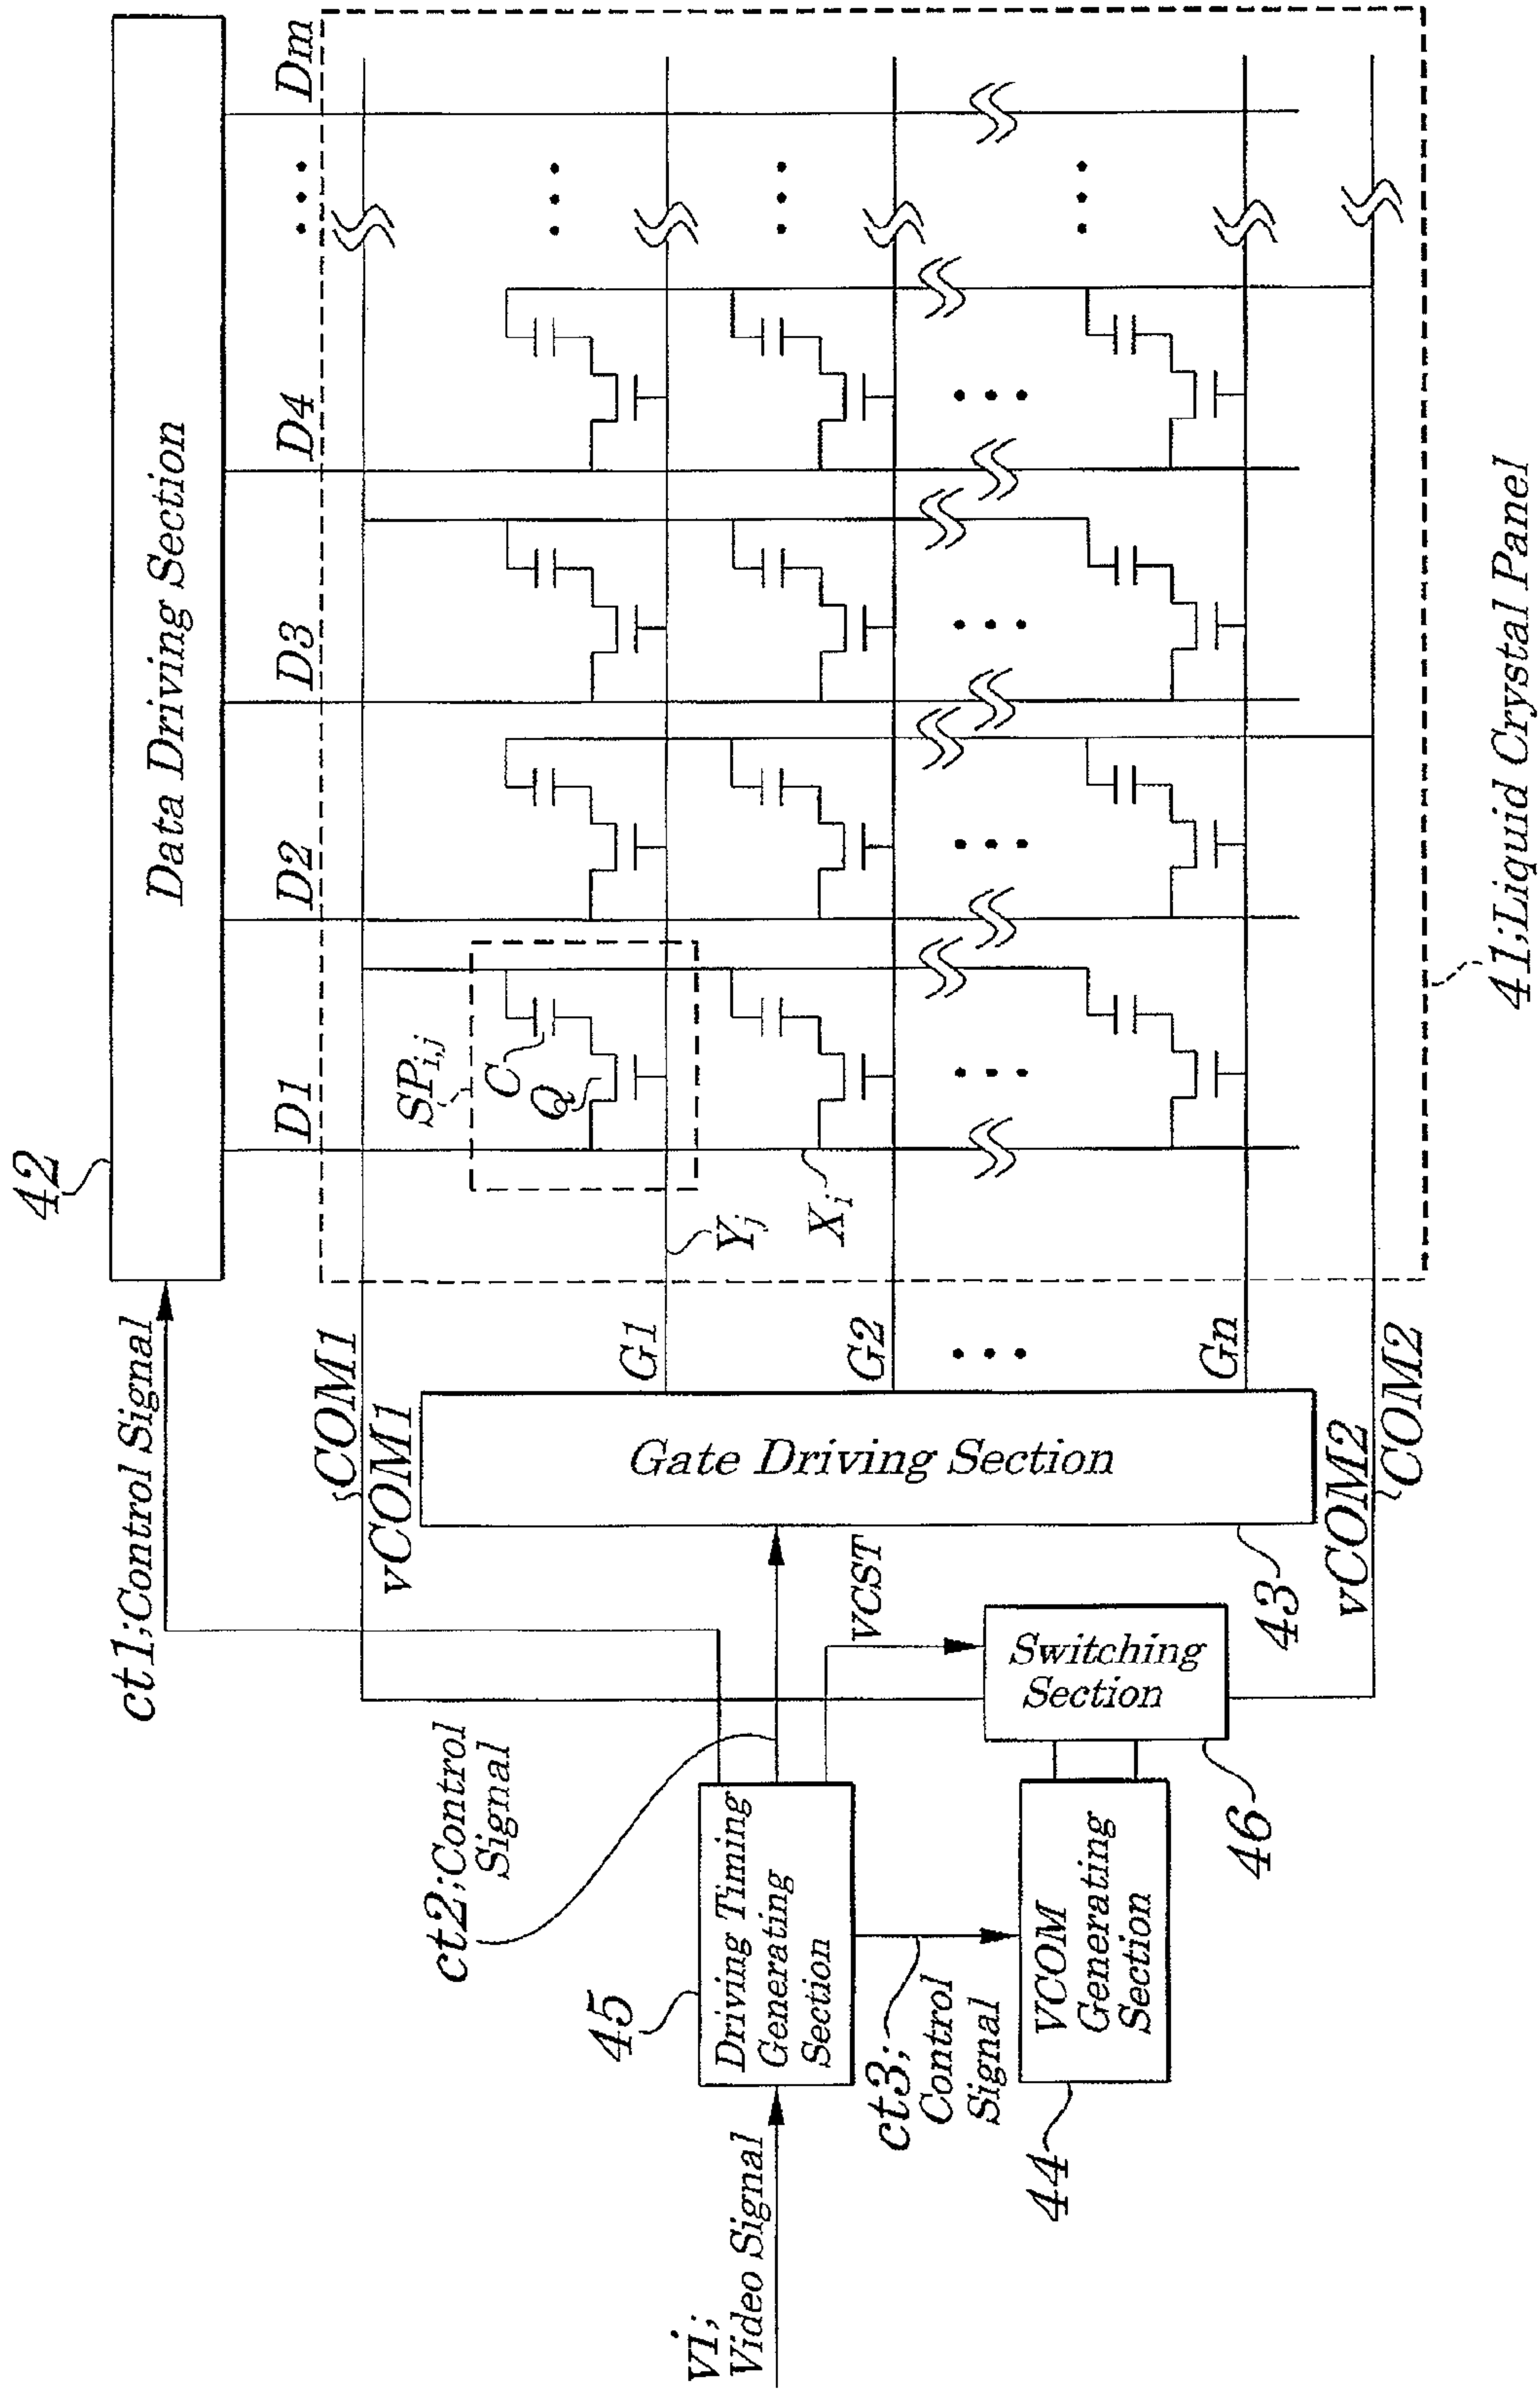 42
Data Driving Section
ct1;Control Signal
D1
D2
D3
D4
Dm
COM1
vCOM1
SPi,j
C
Q
Yj
Xi
G1
G2
Gn
Gate Driving Section
43
vCOM2
COM2
VCST
Switching
Section
46
ct2;Control
Signal
45
Driving Timing
Generating
Section
vi;
Video Signal
ct3;
Control
Signal
VCOM
Generating
Section
44
41;Liquid Crystal Panel